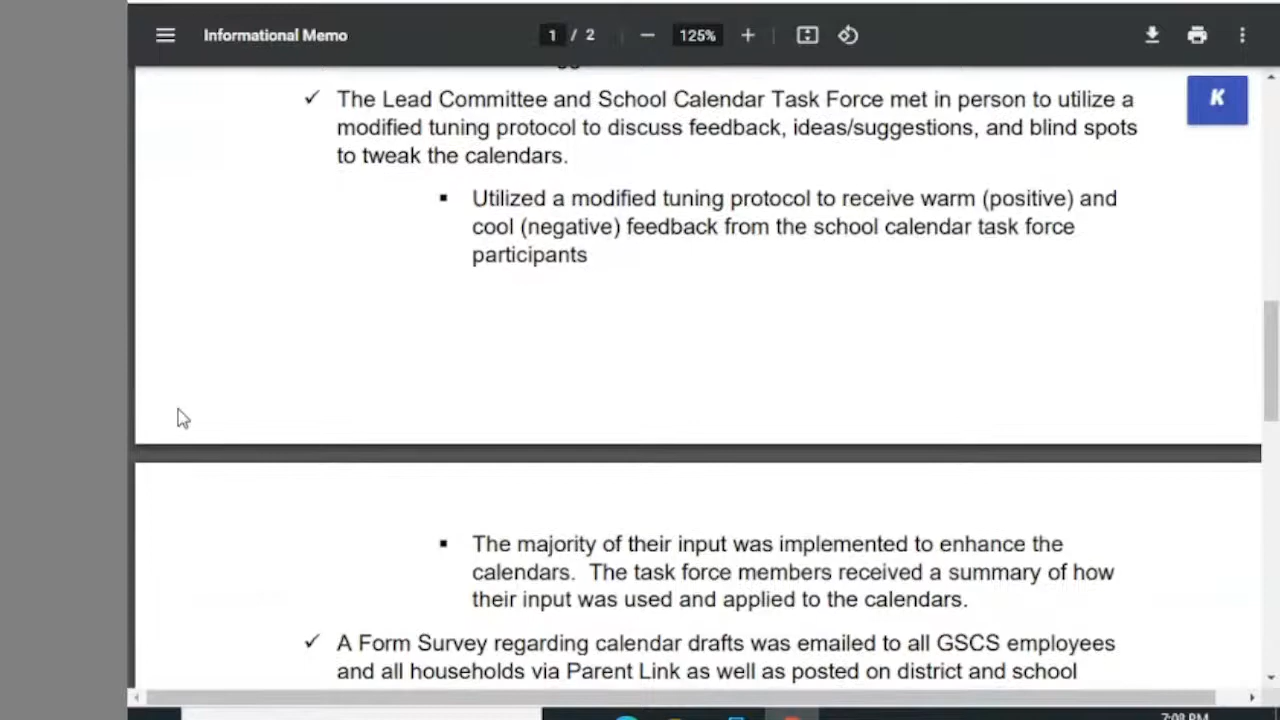 Informational Memo
1 / 2
125%
✓ The Lead Committee and School Calendar Task Force met in person to utilize a
modified tuning protocol to discuss feedback, ideas/suggestions, and blind spots
to tweak the calendars.
K
▪ Utilized a modified tuning protocol to receive warm (positive) and
cool (negative) feedback from the school calendar task force
participants
▪ The majority of their input was implemented to enhance the
calendars. The task force members received a summary of how
their input was used and applied to the calendars.
✓ A Form Survey regarding calendar drafts was emailed to all GSCS employees
and all households via Parent Link as well as posted on district and school
7:08 PM